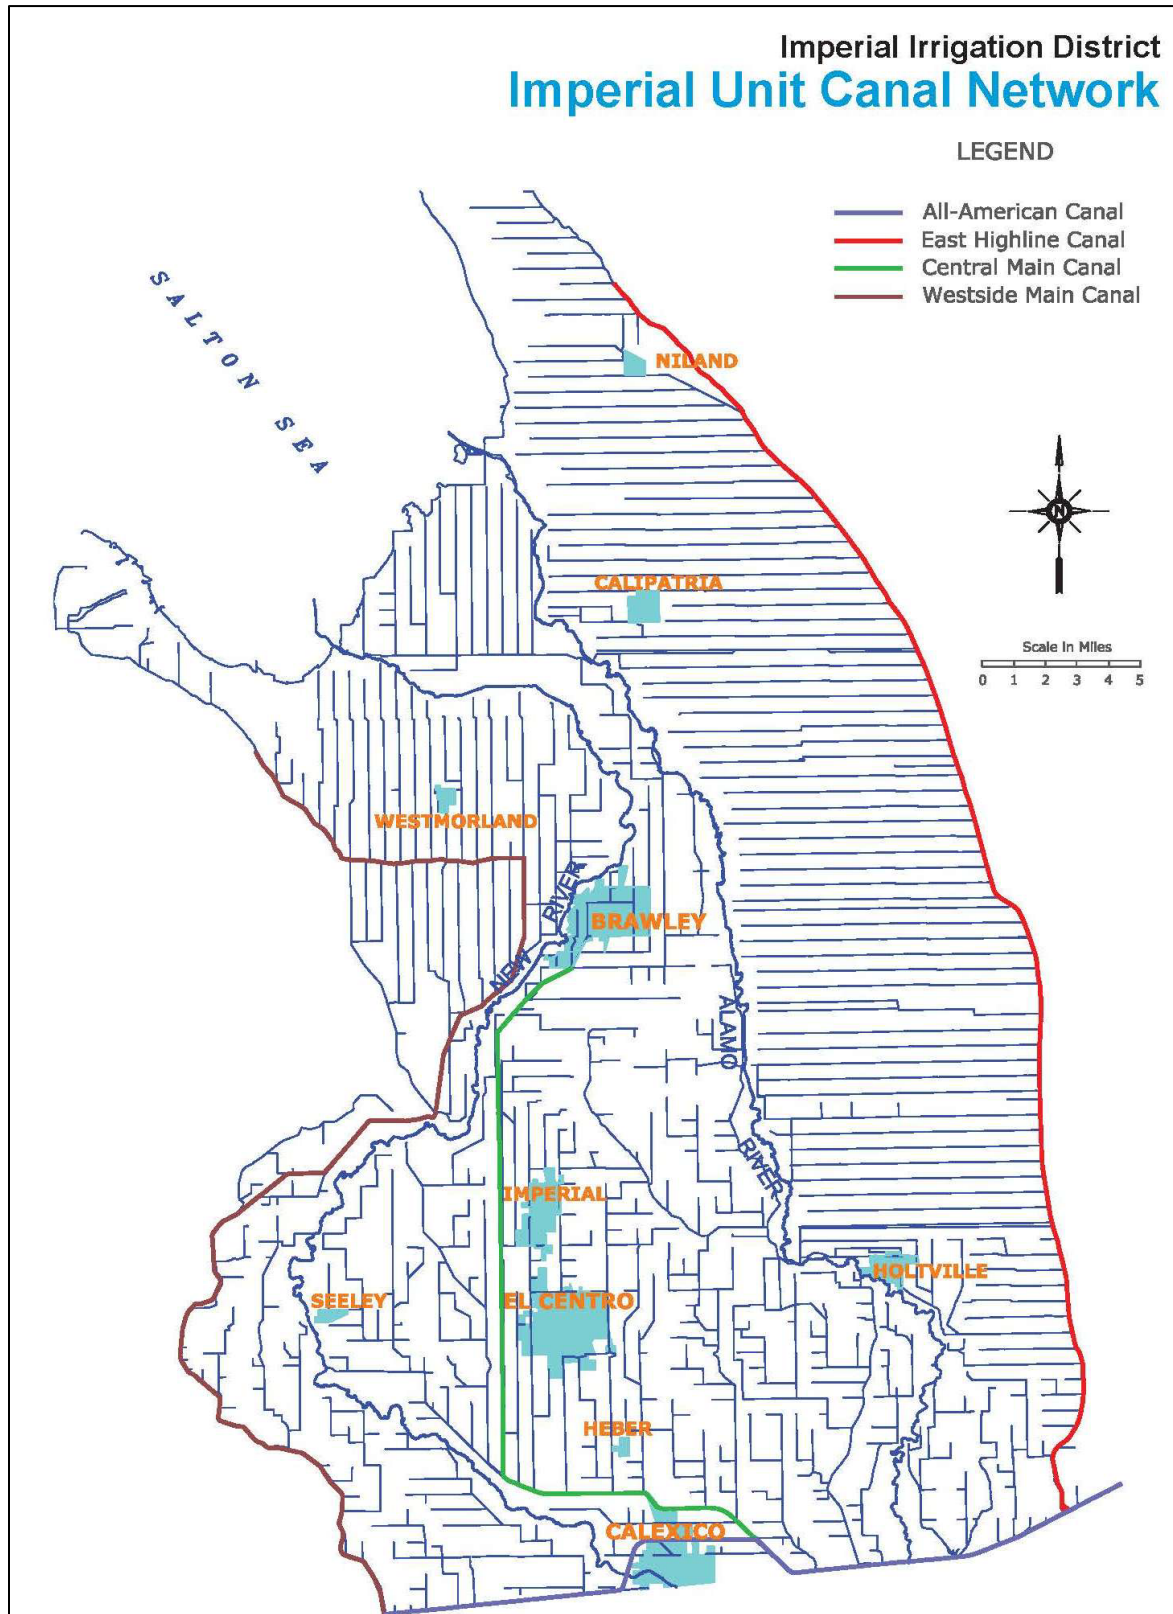 Imperial Irrigation District
Imperial Unit Canal Network
LEGEND
All-American Canal
East Highline Canal
Central Main Canal
Westside Main Canal
SALTON SEA
NILAND
N
CALIPATRIA
Scale In Miles
0 1 2 3 4 5
WESTMORLAND
NEW RIVER
BRAWLEY
ALAMO RIVER
IMPERIAL
HOLTVILLE
SEELEY
EL CENTRO
HEBER
CALEXICO